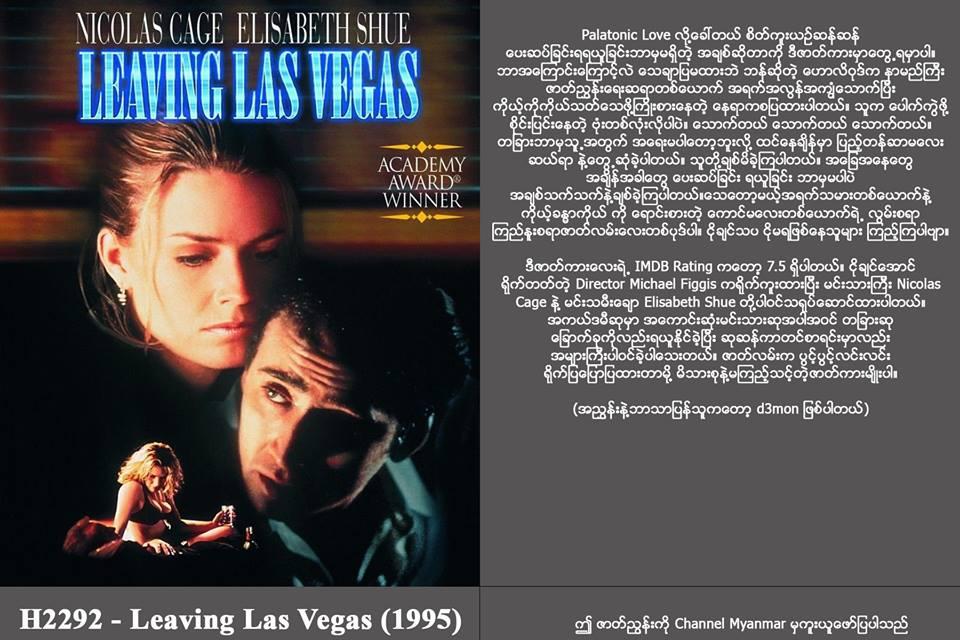 NICOLAS CAGE ELISABETH SHUE
LEAVING LAS VEGAS
ACADEMY
AWARD®
WINNER
H2292 - Leaving Las Vegas (1995)
Palatonic Love လို့ခေါ်တယ် စိတ်ကူးယဉ်ဆန်ဆန်
ပေးဆပ်ခြင်းရရယူခြင်းဘာမှမရှိတဲ့ အချစ်ဆိုတာကို ဒီဇာတ်ကားမှာတွေ့ရမှာပါ။
ဘာအကြောင်းကြောင့်လဲ သေချာပြမထားဘဲ ဘန်ဆိုတဲ့ ဟောလိဝုဒ်က နာမည်ကြီး
ဇာတ်ညွှန်းရေးဆရာတစ်ယောက် အရက်အလွန်အကျွံသောက်ပြီး
ကိုယ့်ကိုကိုယ်သတ်သေဖို့ကြိုးစားနေတဲ့ နေရာကစပြထားပါတယ်။ သူက ပေါက်ကွဲဖို့
စိုင်းပြင်းနေတဲ့ ဗုံးတစ်လုံးလိုပါပဲ။ သောက်တယ် သောက်တယ် သောက်တယ်။
တခြားဘာမှသူ့အတွက် အရေးမပါတော့ဘူးလို့ ထင်နေချိန်မှာ ပြည့်တန်ဆာမလေး
ဆယ်ရာ နဲ့တွေ့ဆုံခဲ့ပါတယ်။ သူတို့ချစ်မိခဲ့ကြပါတယ်။ အခြေအနေတွေ
အချိန်အခါတွေ ပေးဆပ်ခြင်း ရယူခြင်း ဘာမှမပါပဲ
အချစ်သက်သက်နဲ့ချစ်ခဲ့ကြပါတယ်။သေတော့မယ့်အရက်သမားတစ်ယောက်နဲ့
ကိုယ့်ခန္ဓာကိုယ် ကို ရောင်းစားတဲ့ ကောင်မလေးတစ်ယောက်ရဲ့ လွမ်းစရာ
ကြည်နူးစရာဇာတ်လမ်းလေးတစ်ပုဒ်ပါ။ ငိုချင်သပ ငိုမရဖြစ်နေသူများ ကြည့်ကြပါဗျာ။
ဒီဇာတ်ကားလေးရဲ့ IMDB Rating ကတော့ 7.5 ရှိပါတယ်။ ငိုချင်အောင်
ရိုက်တတ်တဲ့ Director Michael Figgis ကရိုက်ကူးထားပြီး မင်းသားကြီး Nicolas
Cage နဲ့ မင်းသမီးချော Elisabeth Shue တို့ပါဝင်သရုပ်ဆောင်ထားပါတယ်။
အကယ်ဒမီဆုမှာ အကောင်းဆုံးမင်းသားဆုအပါအဝင် တခြားဆု
ခြောက်ခုကိုလည်းရယူနိုင်ခဲ့ပြီး ဆုဆန်ကာတင်စာရင်းမှာလည်း
အများကြီးပါဝင်ခဲ့ပါသေးတယ်။ ဇာတ်လမ်းက ပွင့်ပွင့်လင်းလင်း
ရိုက်ပြပြောပြထားတာမို့ မိသားစုနဲ့မကြည့်သင့်တဲ့ဇာတ်ကားမျိုးပါ။
(အညွှန်းနဲ့ဘာသာပြန်သူကတော့ d3mon ဖြစ်ပါတယ်)
ဤ ဇာတ်ညွှန်းကို Channel Myanmar မှကူးယူဖော်ပြပါသည်